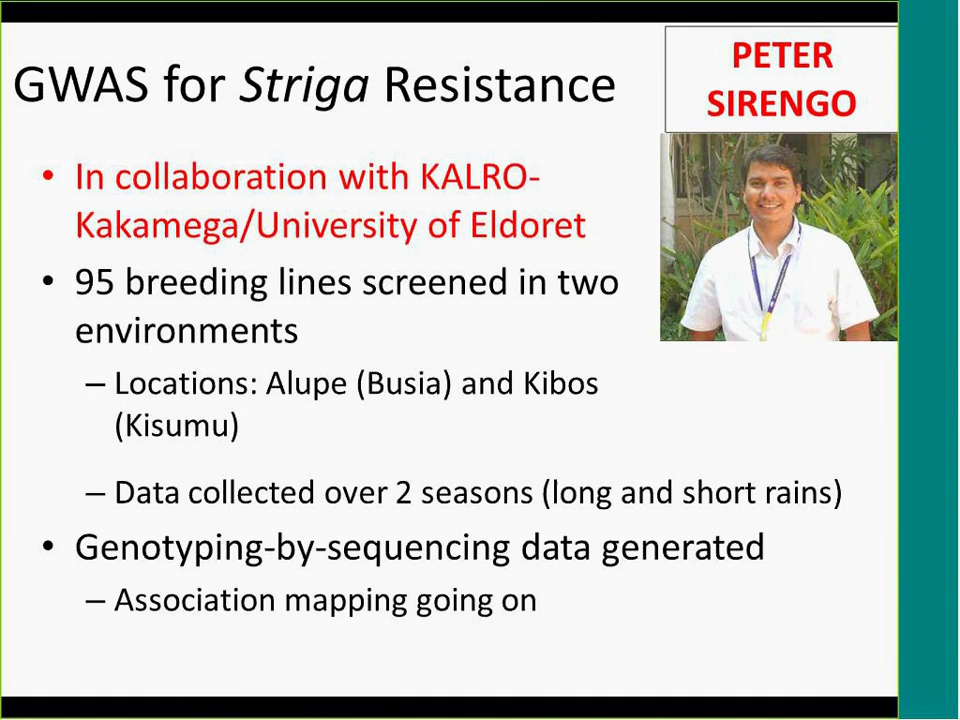 GWAS for Striga Resistance
PETER
SIRENGO
• In collaboration with KALRO-
Kakamega/University of Eldoret
• 95 breeding lines screened in two
environments
– Locations: Alupe (Busia) and Kibos
(Kisumu)
– Data collected over 2 seasons (long and short rains)
• Genotyping-by-sequencing data generated
– Association mapping going on